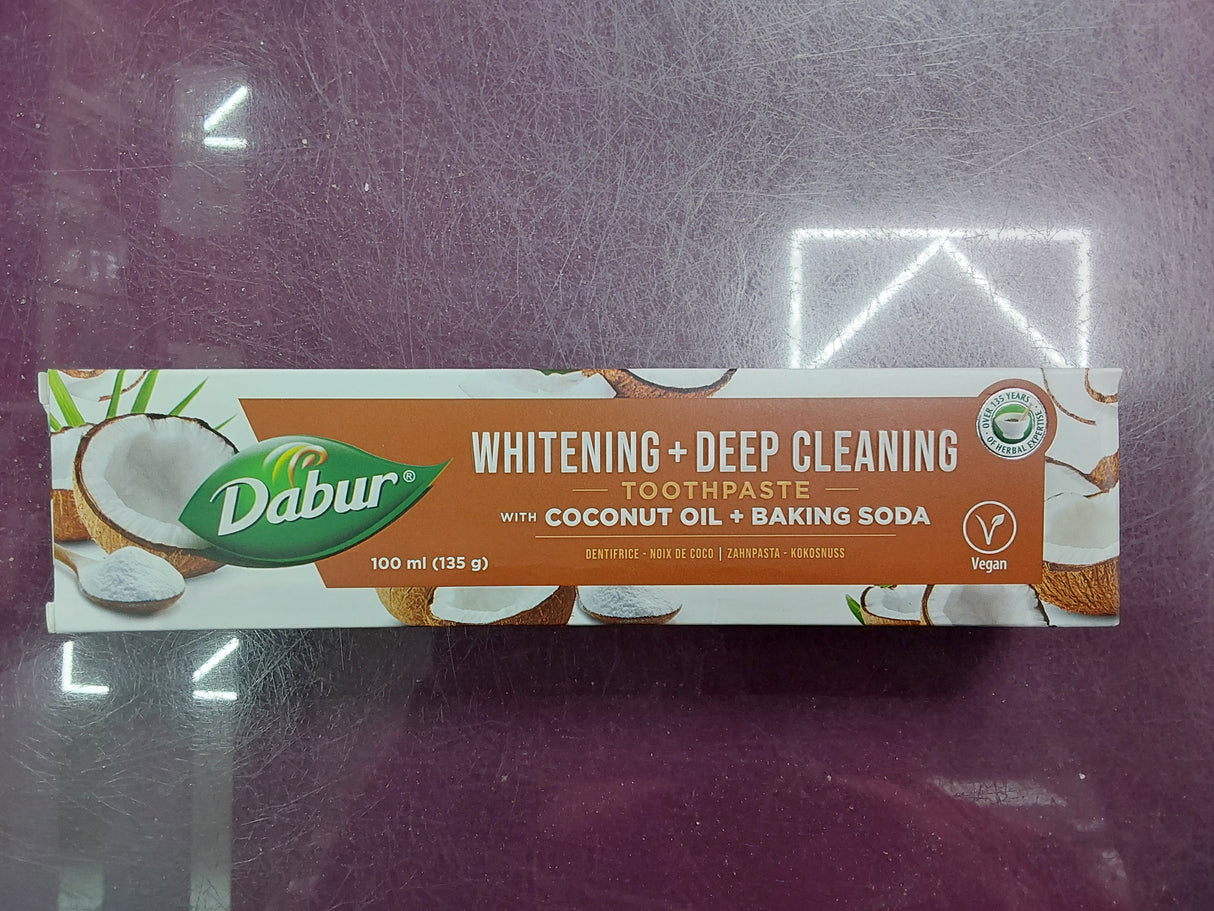 Dabur®
WHITENING + DEEP CLEANING
TOOTHPASTE
WITH COCONUT OIL + BAKING SODA
DENTIFRICE - NOIX DE COCO | ZAHNPASTA - KOKOSNUSS
100 ml (135 g)
OVER 135 YEARS
OF HERBAL EXPERTISE
Vegan